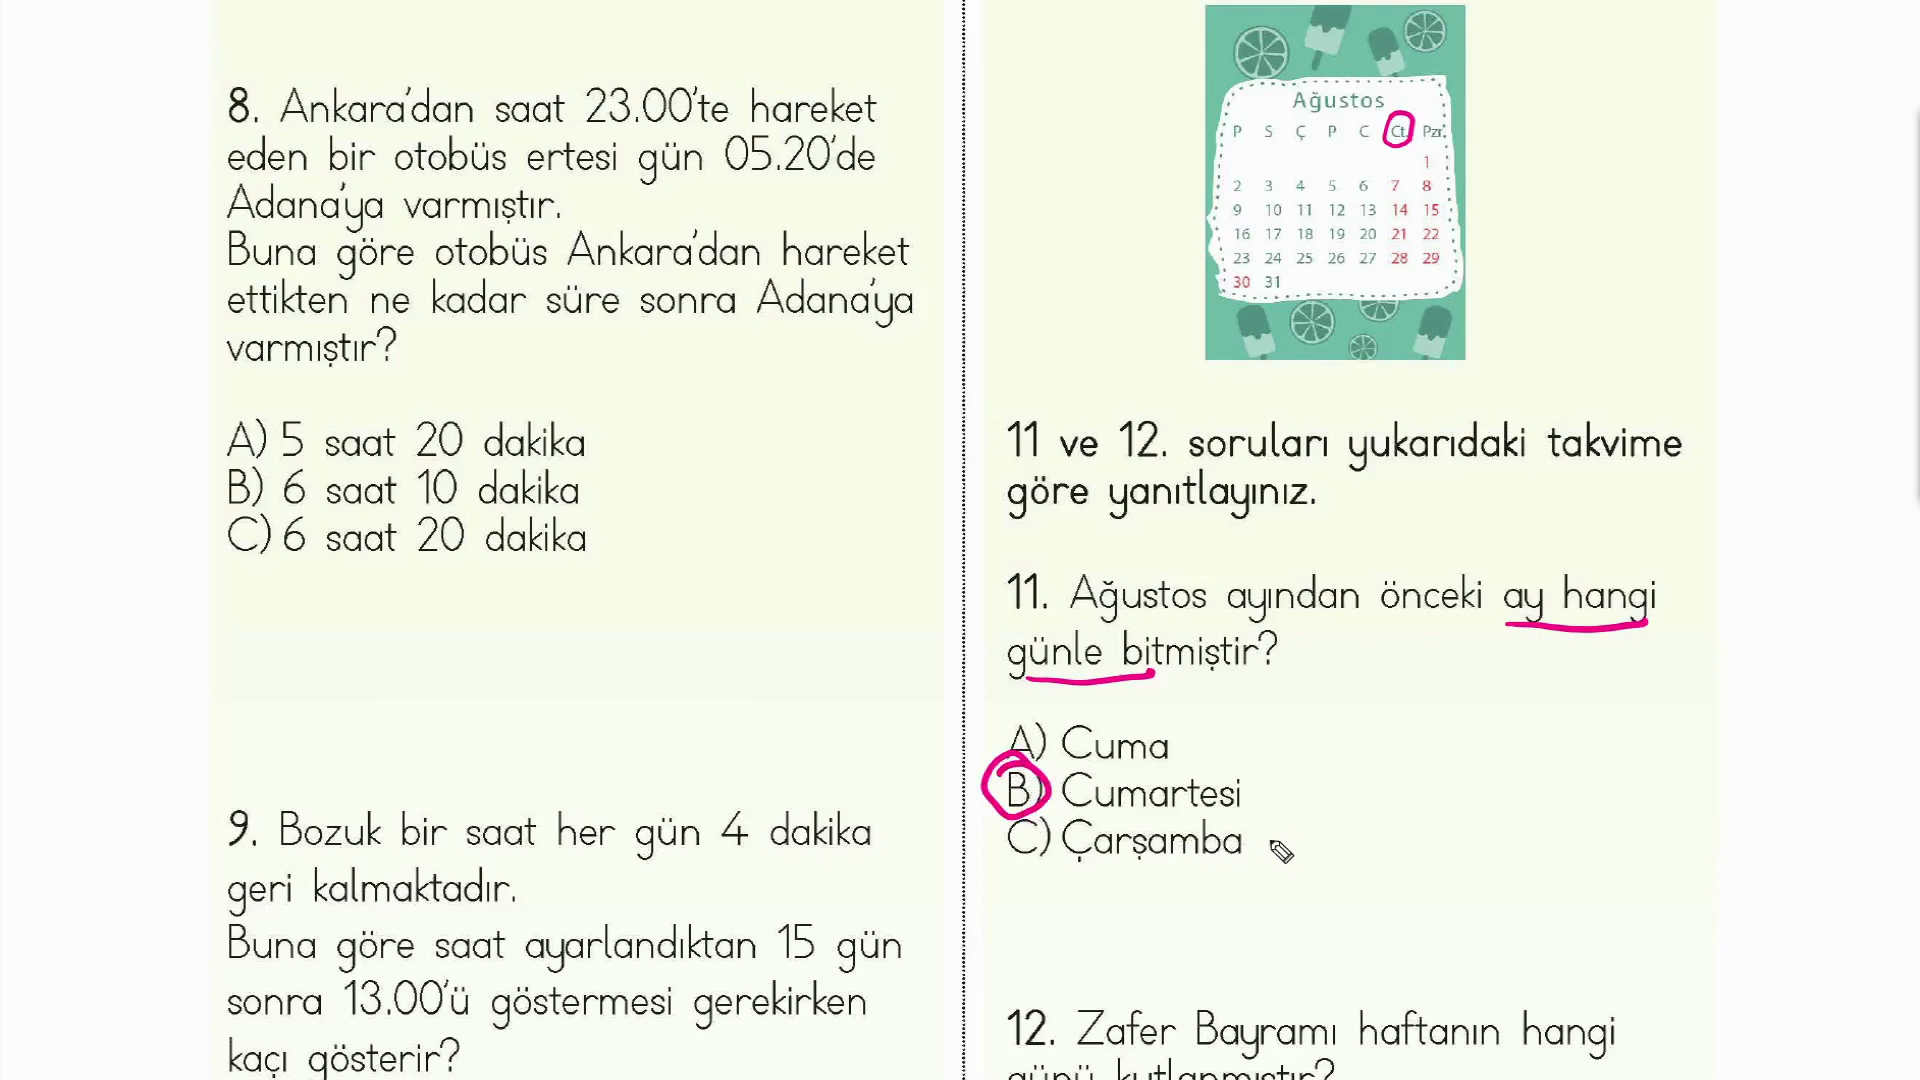 8. Ankara'dan saat 23.00'te hareket
eden bir otobüs ertesi gün 05.20'de
Adana'ya varmıştır.
Buna göre otobüs Ankara'dan hareket
ettikten ne kadar süre sonra Adana'ya
varmıştır?
A) 5 saat 20 dakika
B) 6 saat 10 dakika
C) 6 saat 20 dakika
9. Bozuk bir saat her gün 4 dakika
geri kalmaktadır.
Buna göre saat ayarlandıktan 15 gün
sonra 13.00'ü göstermesi gerekirken
kaçı gösterir?
Ağustos
P S Ç P C Ct. Pzr.
1
2 3 4 5 6 7 8
9 10 11 12 13 14 15
16 17 18 19 20 21 22
23 24 25 26 27 28 29
30 31
11 ve 12. soruları yukarıdaki takvime
göre yanıtlayınız.
11. Ağustos ayından önceki ay hangi
günle bitmiştir?
A) Cuma
B) Cumartesi
C) Çarşamba
12. Zafer Bayramı haftanın hangi
günü kutlanmıştır?